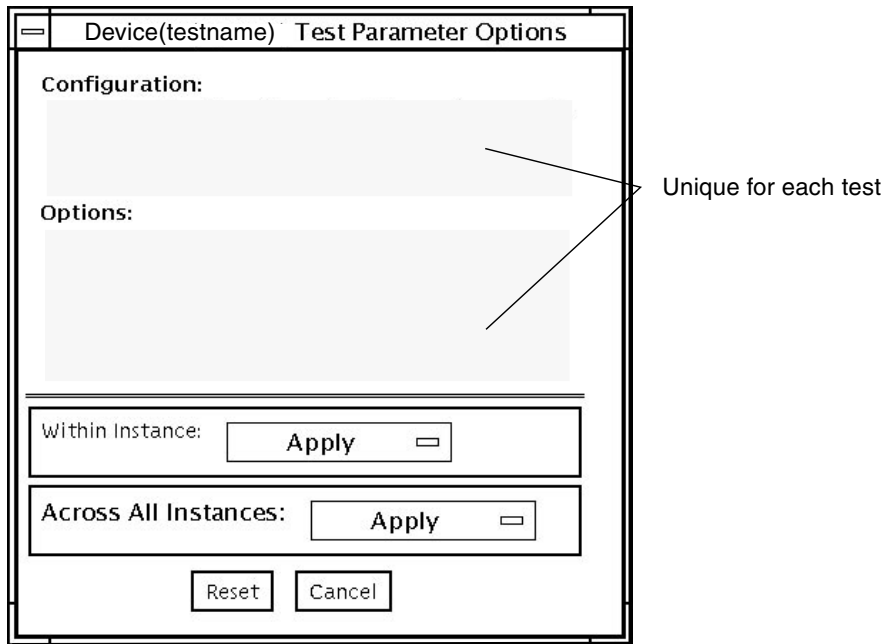 Device(testname) Test Parameter Options
Configuration:
Unique for each test
Options:
Within Instance: Apply
Across All Instances: Apply
Reset Cancel